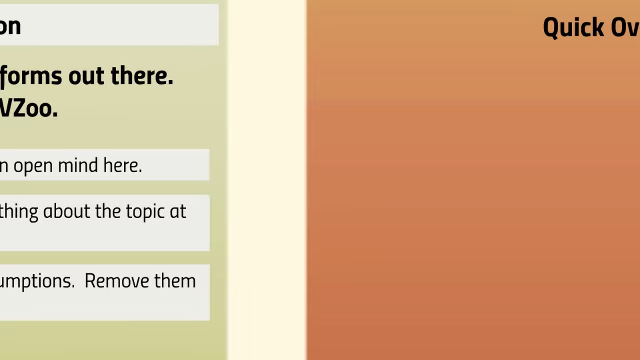 on
forms out there.
VZoo.
n open mind here.
thing about the topic at
umptions. Remove them
Quick Ov